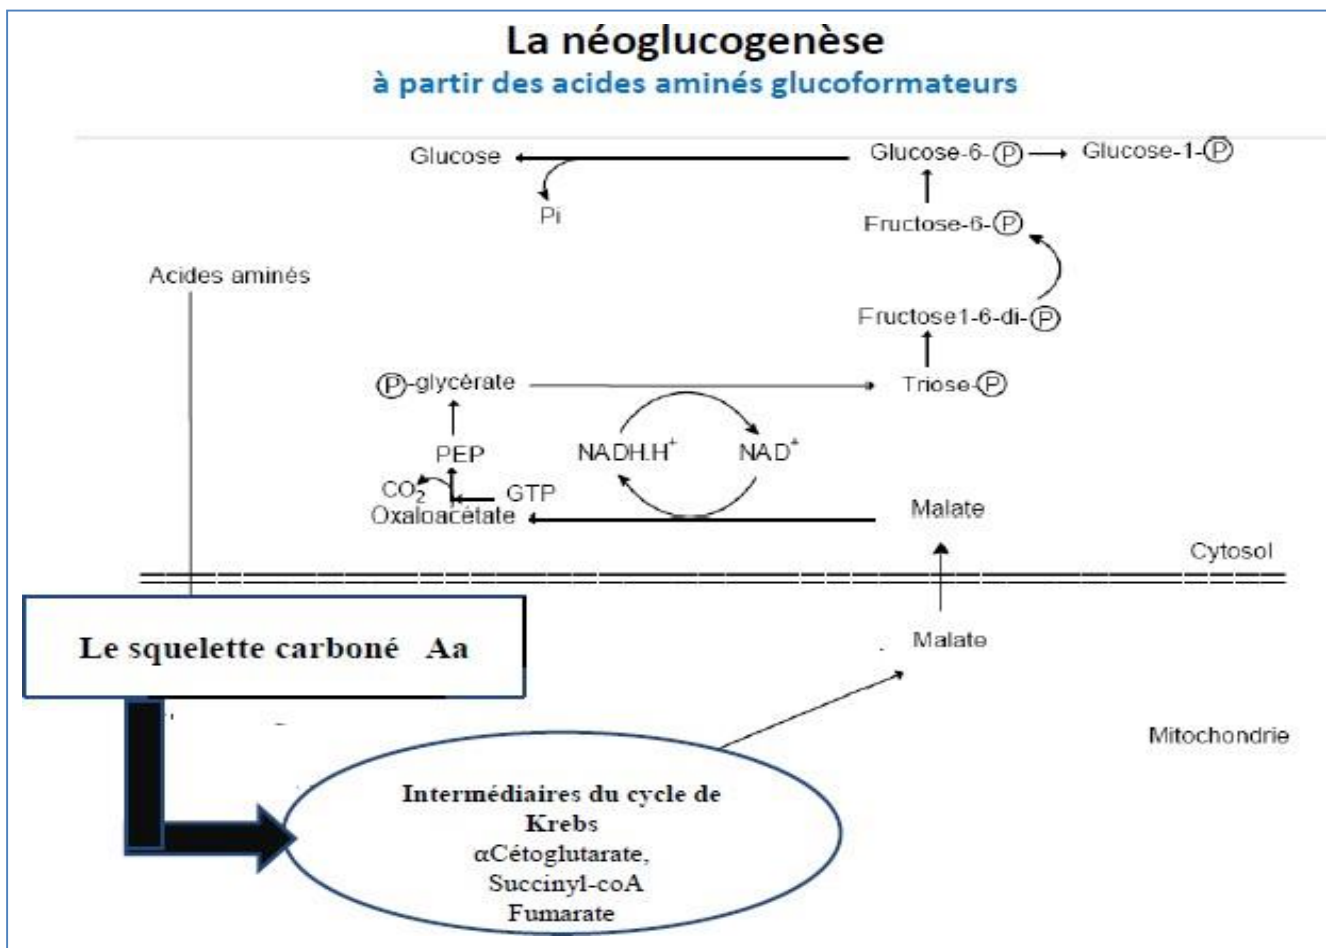 La néoglucogenèse
à partir des acides aminés glucoformateurs
Glucose
Glucose-6-P
Glucose-1-P
Pi
Fructose-6-P
Acides aminés
Fructose1-6-di-P
P-glycérate
Triose-P
PEP
NADH.H+
NAD+
CO2
GTP
Oxaloacétate
Malate
Cytosol
Le squelette carboné Aa
Malate
Mitochondrie
Intermédiaires du cycle de
Krebs
αCétoglutarate,
Succinyl-coA
Fumarate